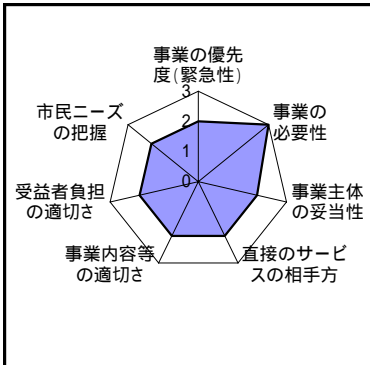 事業の優先
度(緊急性)
事業の
必要性
事業主体
の妥当性
直接のサービ
スの相手方
事業内容等
の適切さ
受益者負担
の適切さ
市民ニーズ
の把握
3
2
1
0